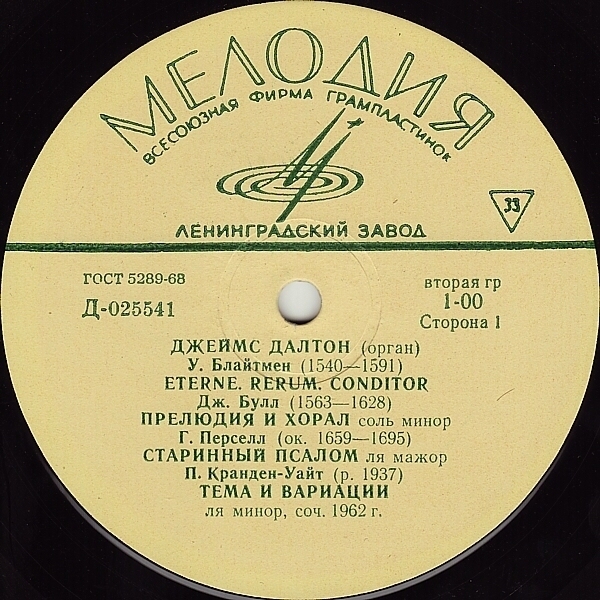 МЕЛОДИЯ
ВСЕСОЮЗНАЯ ФИРМА ГРАМПЛАСТИНОК
ЛЕНИНГРАДСКИЙ ЗАВОД
33
ГОСТ 5289-68
Д-025541
вторая гр
1-00
Сторона 1
ДЖЕЙМС ДАЛТОН (орган)
У. Блайтмен (1540—1591)
ETERNE. RERUM. CONDITOR
Дж. Булл (1563—1628)
ПРЕЛЮДИЯ И ХОРАЛ соль минор
Г. Перселл (ок. 1659—1695)
СТАРИННЫЙ ПСАЛОМ ля мажор
П. Кранден-Уайт (р. 1937)
ТЕМА И ВАРИАЦИИ
ля минор, соч. 1962 г.